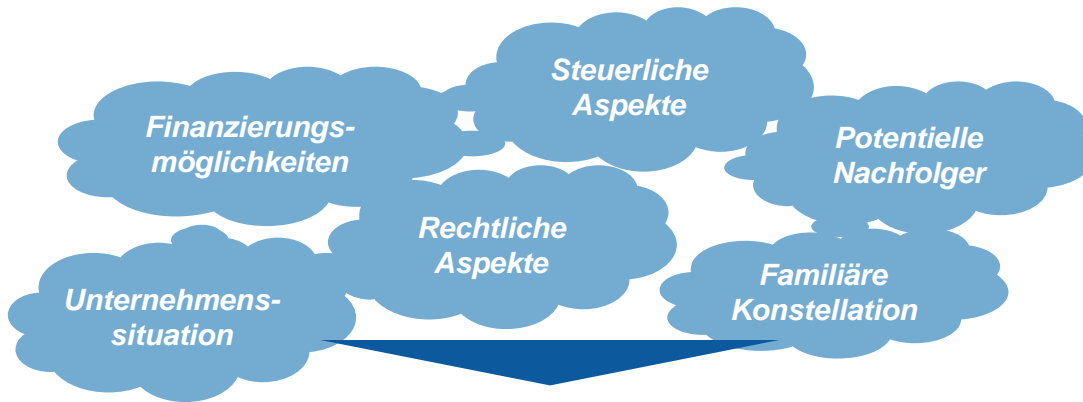 Steuerliche
Aspekte
Finanzierungs-
möglichkeiten
Potentielle
Nachfolger
Rechtliche
Aspekte
Familiäre
Konstellation
Unternehmens-
situation